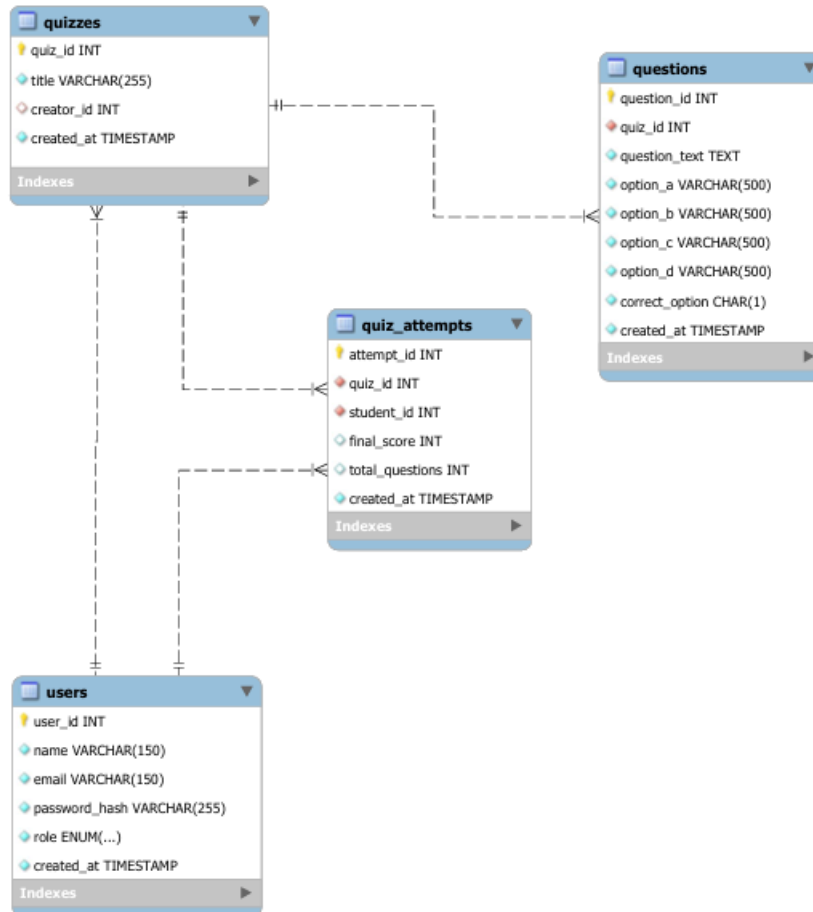 quizzes
quiz_id INT
title VARCHAR(255)
creator_id INT
created_at TIMESTAMP
Indexes
questions
question_id INT
quiz_id INT
question_text TEXT
option_a VARCHAR(500)
option_b VARCHAR(500)
option_c VARCHAR(500)
option_d VARCHAR(500)
correct_option CHAR(1)
created_at TIMESTAMP
Indexes
quiz_attempts
attempt_id INT
quiz_id INT
student_id INT
final_score INT
total_questions INT
created_at TIMESTAMP
Indexes
users
user_id INT
name VARCHAR(150)
email VARCHAR(150)
password_hash VARCHAR(255)
role ENUM(...)
created_at TIMESTAMP
Indexes